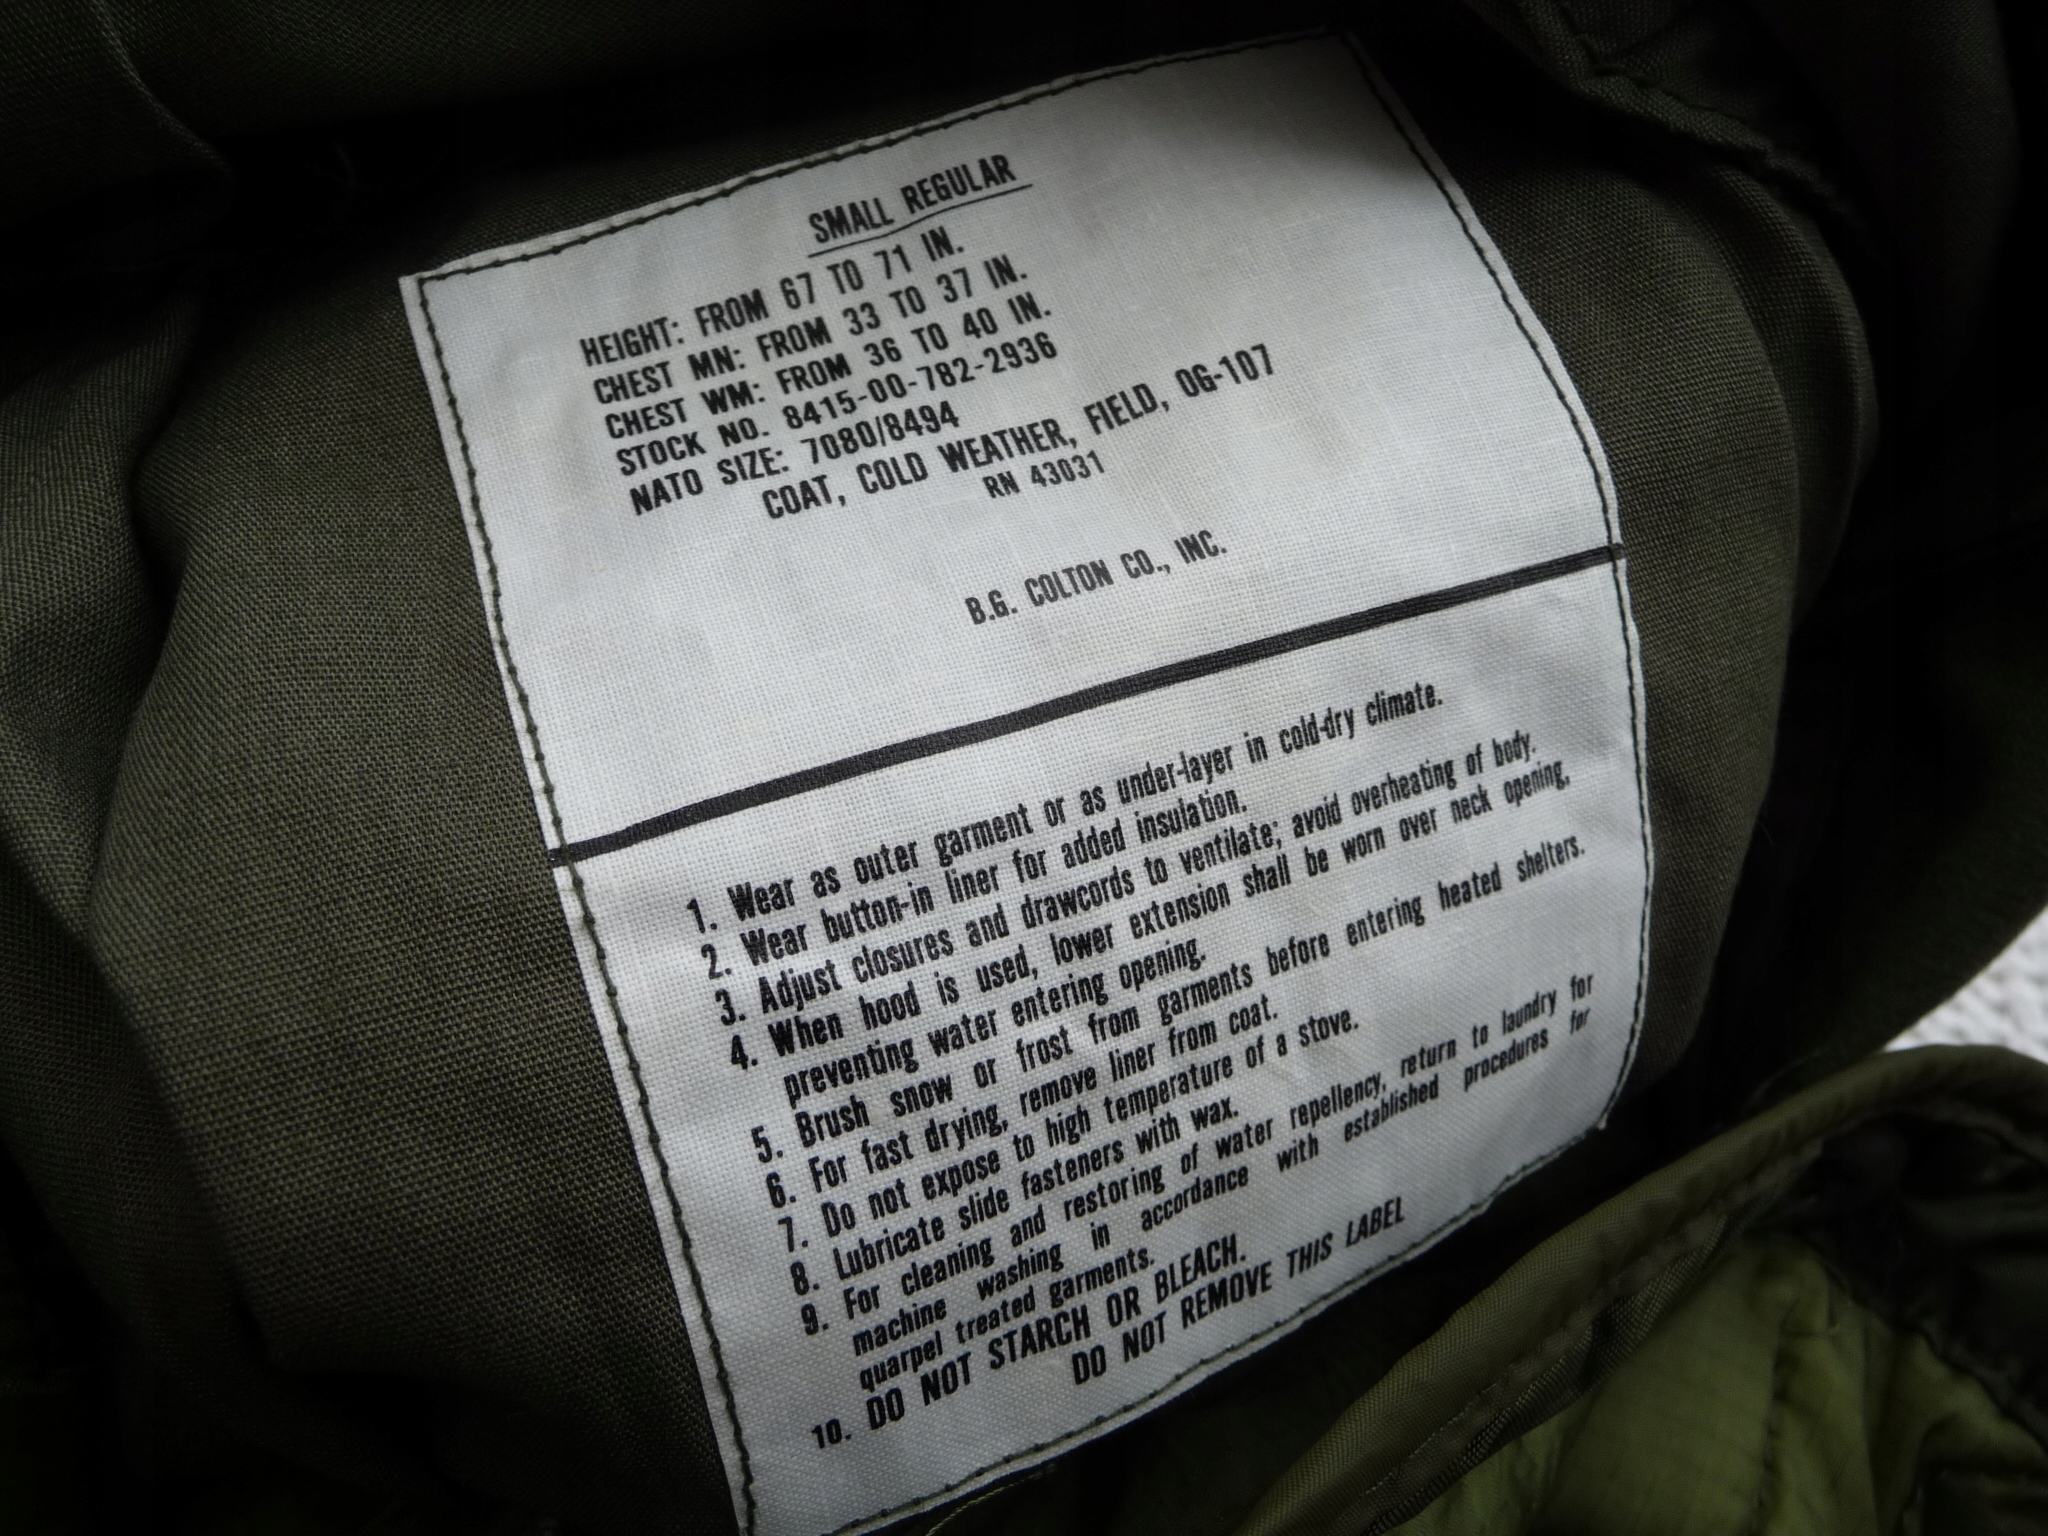 SMALL REGULAR
HEIGHT: FROM 67 TO 71 IN.
CHEST MN: FROM 33 TO 37 IN.
CHEST WM: FROM 36 TO 40 IN.
STOCK NO. 8415-00-782-2936
NATO SIZE: 7080/8494
COAT, COLD WEATHER, FIELD, OG-107
RN 43031
B.G. COLTON CO., INC.
1. Wear as outer garment or as under-layer in cold-dry climate.
2. Wear button-in liner for added insulation.
3. Adjust closures and drawcords to ventilate; avoid overheating of body.
4. When hood is used, lower extension shall be worn over neck opening,
preventing water entering opening.
5. Brush snow or frost from garments before entering heated shelters.
6. For fast drying, remove liner from coat.
7. Do not expose to high temperature of a stove.
8. Lubricate slide fasteners with wax.
9. For cleaning and restoring of water repellency, return to laundry for
machine washing in accordance with established procedures for
quarpel treated garments.
10. DO NOT STARCH OR BLEACH.
DO NOT REMOVE THIS LABEL